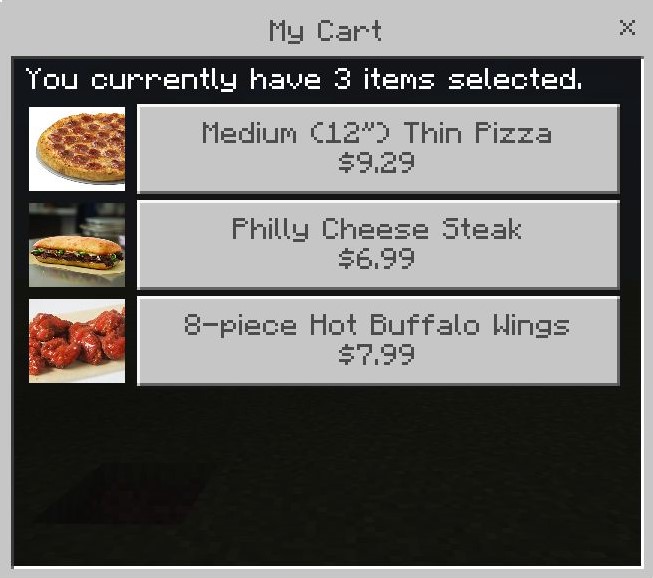 My Cart
You currently have 3 items selected.
Medium (12") Thin Pizza
$9.29
Philly Cheese Steak
$6.99
8-piece Hot Buffalo Wings
$7.99